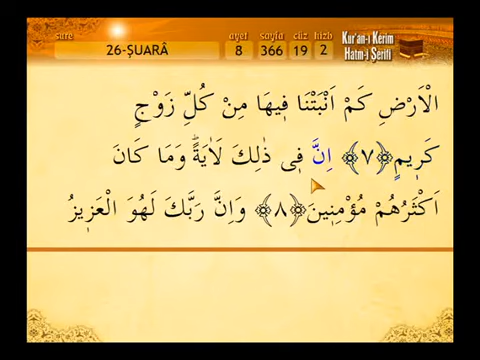 sure ayet sayfa cüz hizb
26-ŞUARÂ 8 366 19 2
Kur'an-ı Kerim
Hatm-i Şerifi
الْاَرْضِ كَمْ اَنْبَتْنَا ف۪يهَا مِنْ كُلِّ زَوْجٍ
كَر۪يمٍ ﴿٧﴾ اِنَّ ف۪ي ذٰلِكَ لَاٰيَةًۜ وَمَا كَانَ
اَكْثَرُهُمْ مُؤْمِن۪ينَ ﴿٨﴾ وَاِنَّ رَبَّكَ لَهُوَ الْعَز۪يزُ